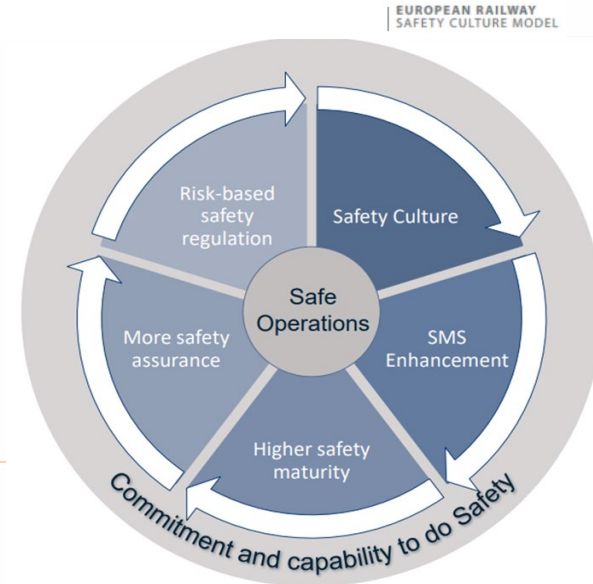 EUROPEAN RAILWAY
SAFETY CULTURE MODEL
Risk-based
safety
regulation
Safety Culture
Safe
Operations
More safety
assurance
SMS
Enhancement
Higher safety
maturity
Commitment and capability to do Safety